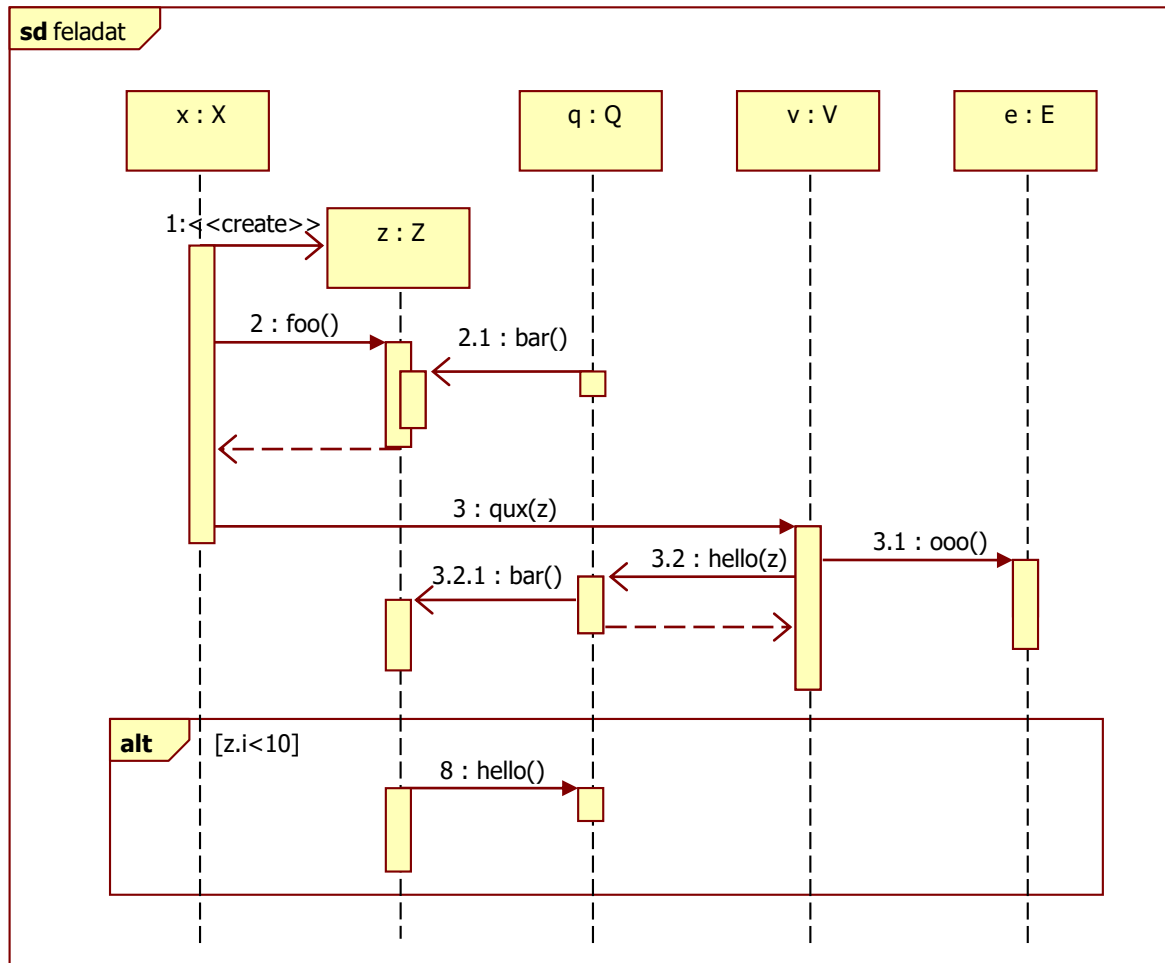 sd feladat
x : X
q : Q
v : V
e : E
1:<<create>>
z : Z
2 : foo()
2.1 : bar()
3 : qux(z)
3.1 : ooo()
3.2 : hello(z)
3.2.1 : bar()
alt [z.i<10]
8 : hello()